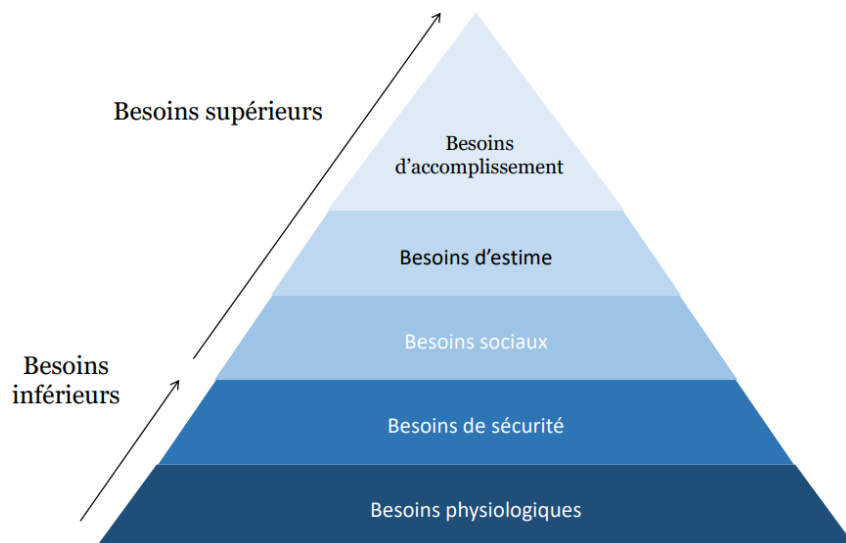 Besoins supérieurs
Besoins
d’accomplissement
Besoins d’estime
Besoins sociaux
Besoins
inférieurs
Besoins de sécurité
Besoins physiologiques